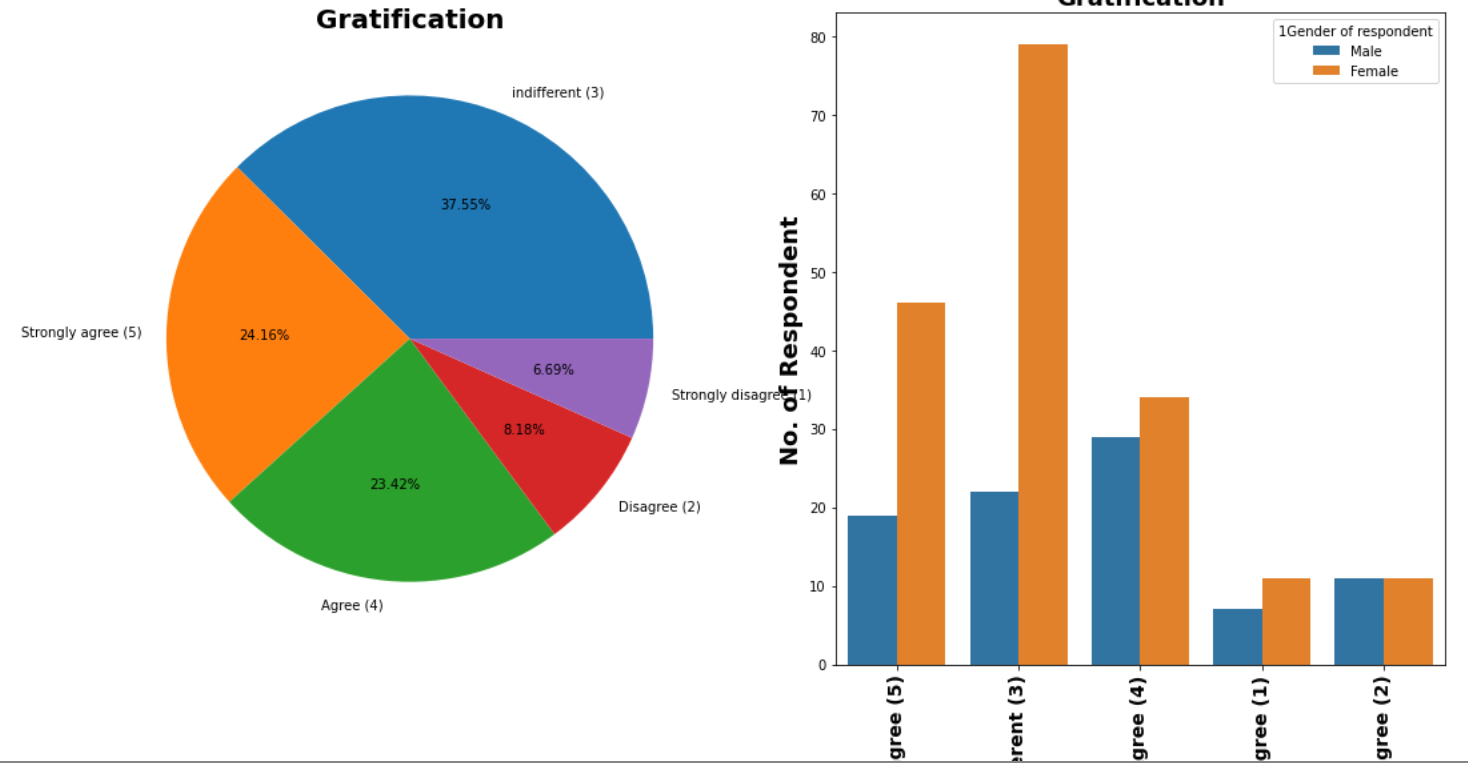 Gratification
indifferent (3)
37.55%
Strongly agree (5)
24.16%
6.69%
Strongly disagree (1)
8.18%
23.42%
Disagree (2)
Agree (4)
Gratification
1Gender of respondent
Male
Female
No. of Respondent
80
70
60
50
40
30
20
10
0
gree (5)
erent (3)
gree (4)
gree (1)
gree (2)